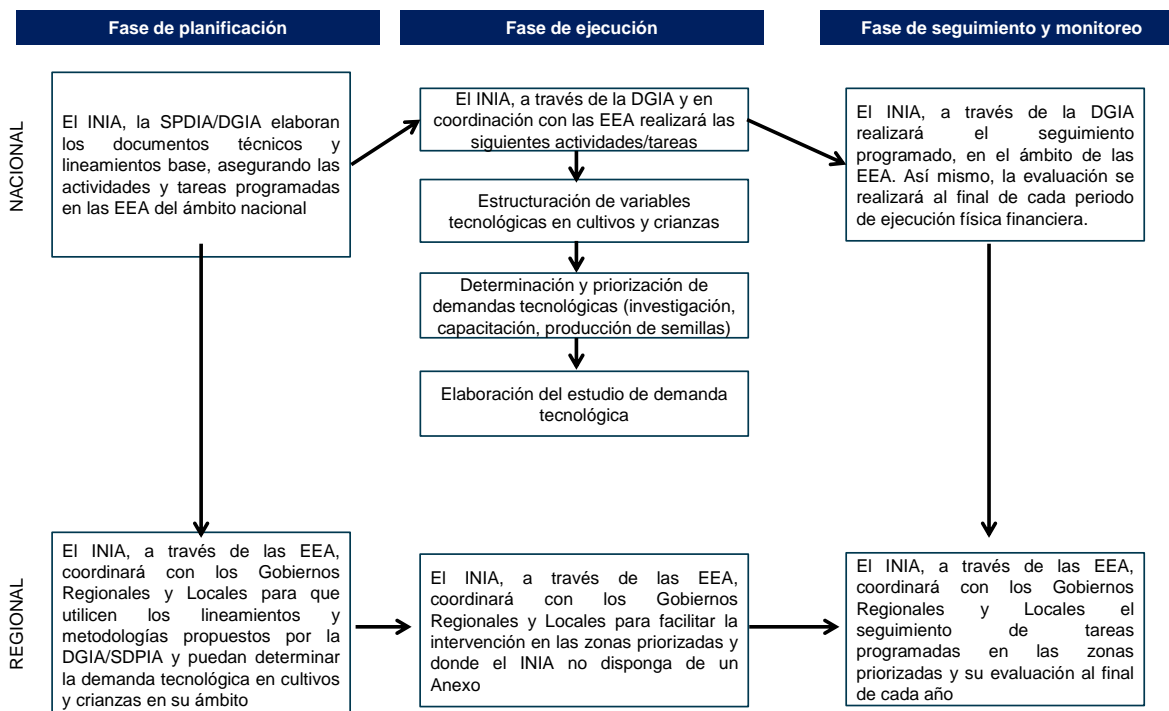 Fase de planificación
Fase de ejecución
Fase de seguimiento y monitoreo
NACIONAL
El INIA, la SPDIA/DGIA elaboran
los documentos técnicos y
lineamientos base, asegurando las
actividades y tareas programadas
en las EEA del ámbito nacional
El INIA, a través de la DGIA y en
coordinación con las EEA realizará las
siguientes actividades/tareas
Estructuración de variables
tecnológicas en cultivos y crianzas
Determinación y priorización de
demandas tecnológicas (investigación,
capacitación, producción de semillas)
Elaboración del estudio de demanda
tecnológica
El INIA, a través de la DGIA
realizará el seguimiento
programado, en el ámbito de las
EEA. Así mismo, la evaluación se
realizará al final de cada periodo
de ejecución física financiera.
REGIONAL
El INIA, a través de las EEA,
coordinará con los Gobiernos
Regionales y Locales para que
utilicen los lineamientos y
metodologías propuestos por la
DGIA/SDPIA y puedan determinar
la demanda tecnológica en cultivos
y crianzas en su ámbito
El INIA, a través de las EEA,
coordinará con los Gobiernos
Regionales y Locales para facilitar la
intervención en las zonas priorizadas y
donde el INIA no disponga de un
Anexo
El INIA, a través de las EEA,
coordinará con los Gobiernos
Regionales y Locales el
seguimiento de tareas
programadas en las zonas
priorizadas y su evaluación al final
de cada año